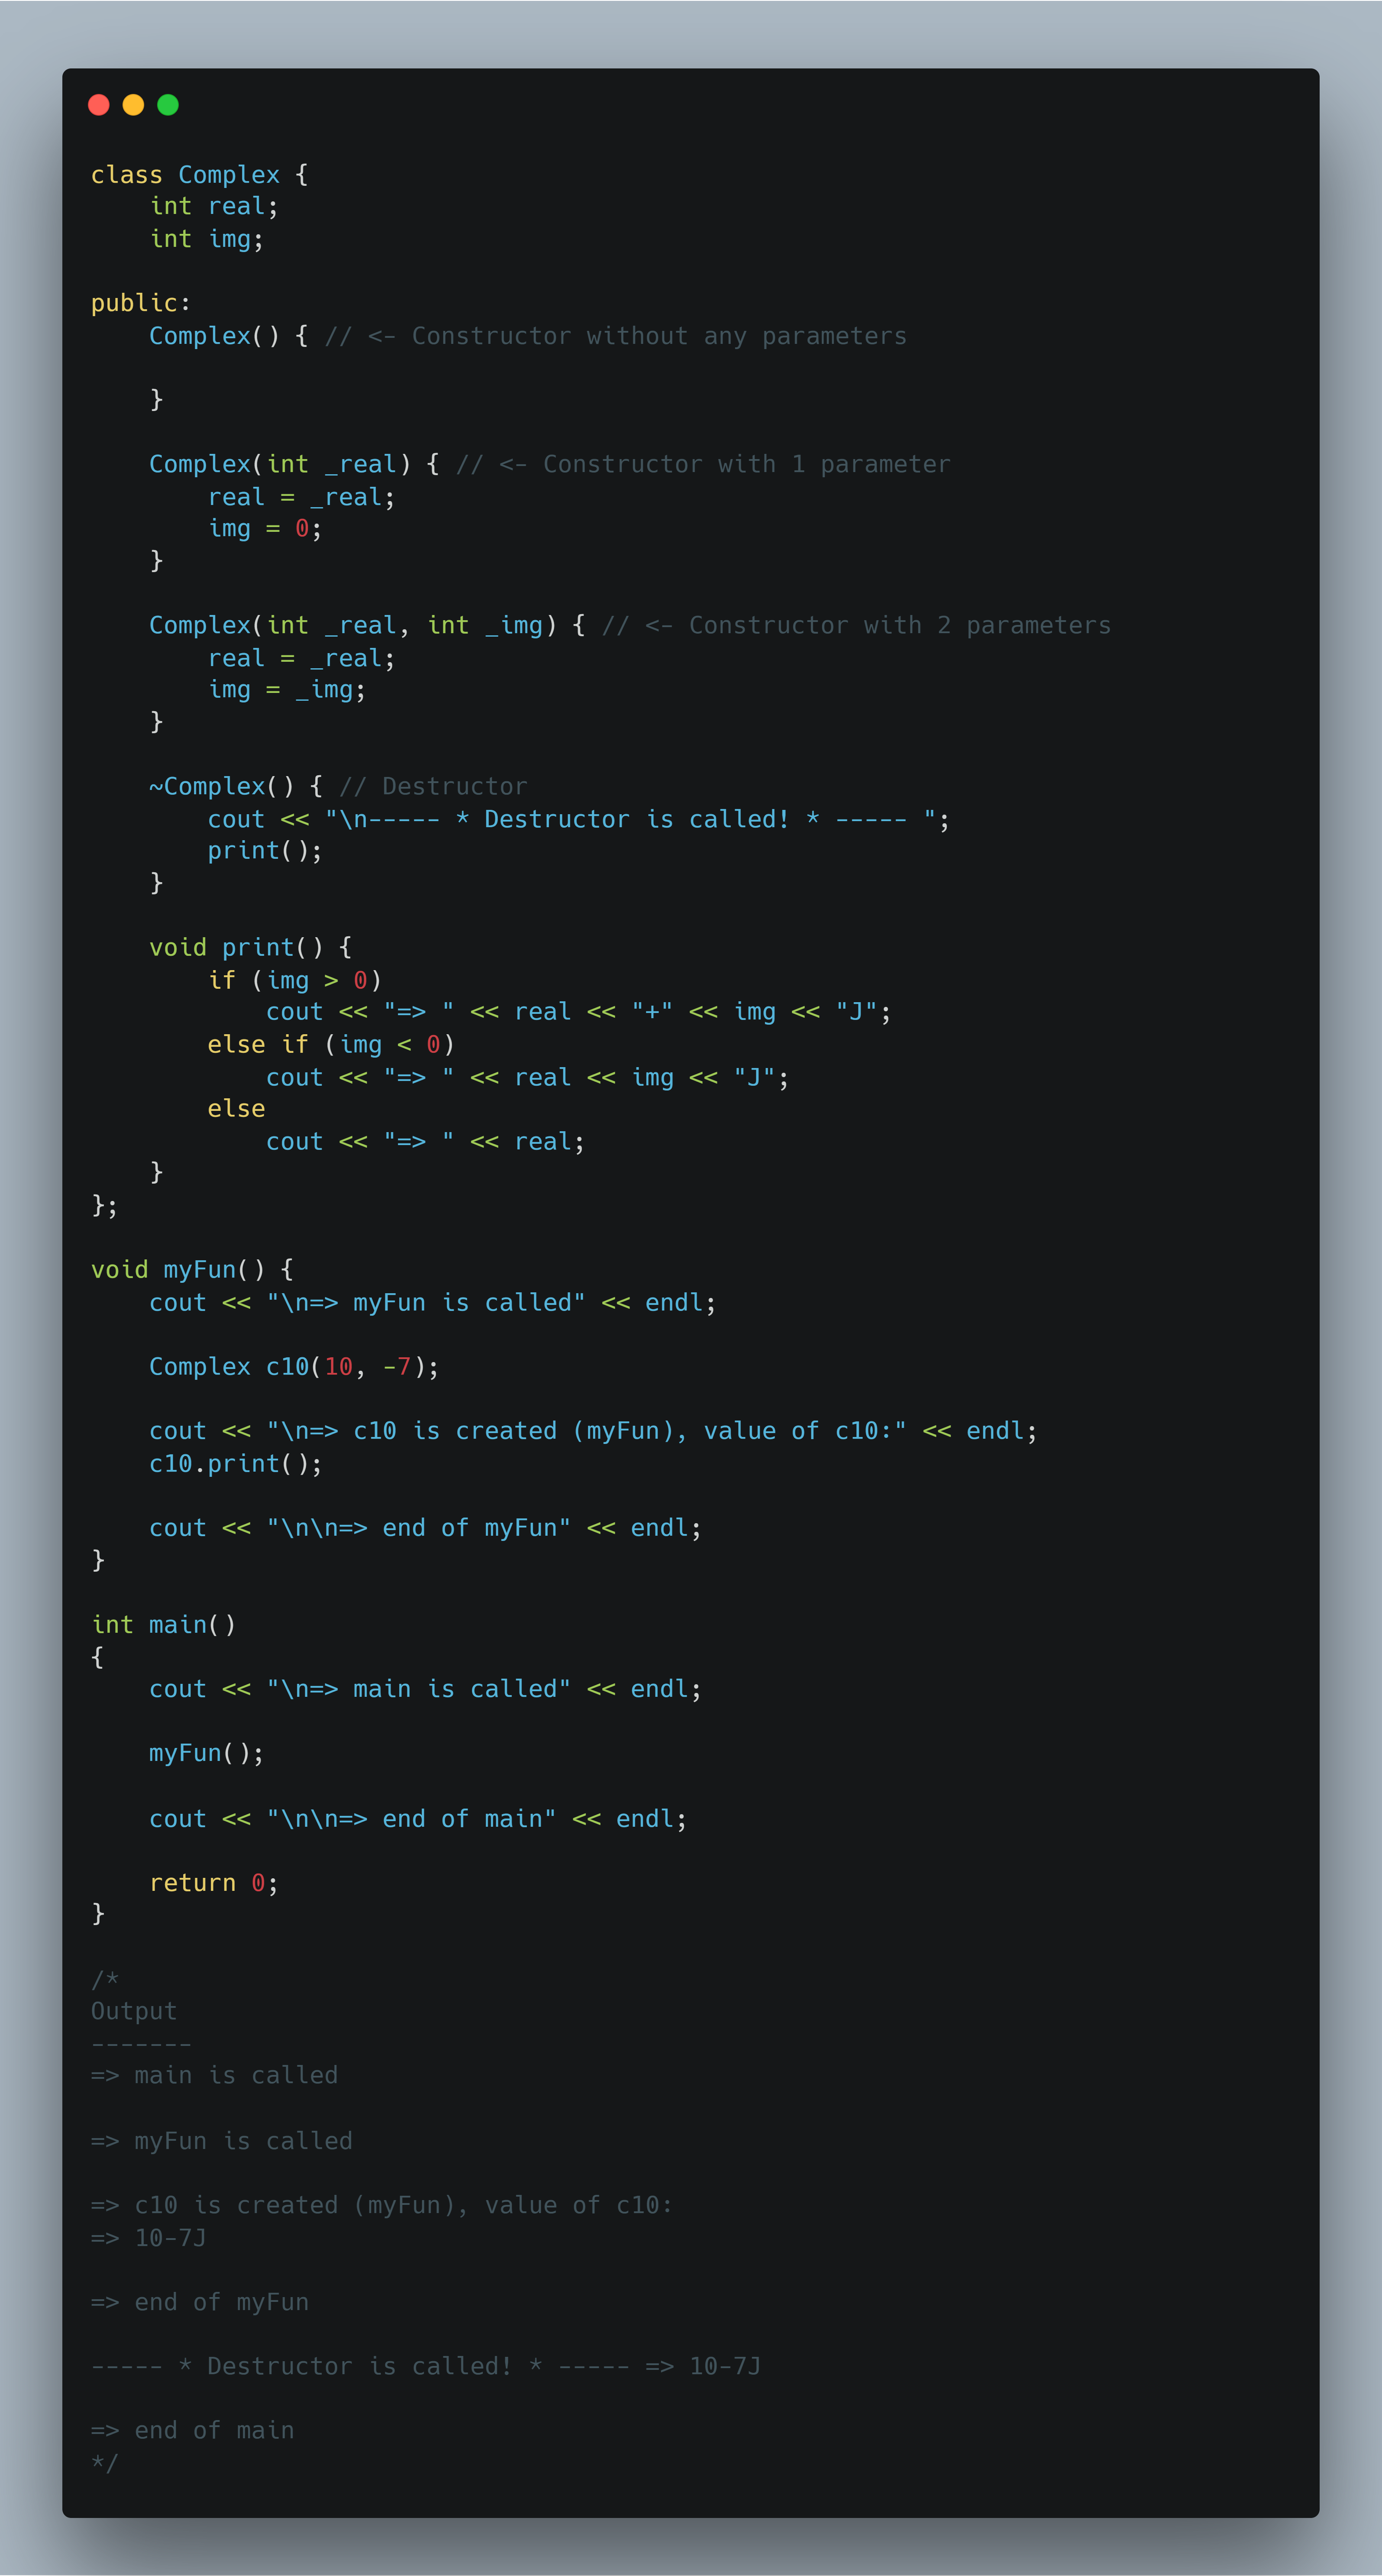 class Complex {
    int real;
    int img;

public:
    Complex() { // <- Constructor without any parameters

    }

    Complex(int _real) { // <- Constructor with 1 parameter
        real = _real;
        img = 0;
    }

    Complex(int _real, int _img) { // <- Constructor with 2 parameters
        real = _real;
        img = _img;
    }

    ~Complex() { // Destructor
        cout << "\n----- * Destructor is called! * ----- ";
        print();
    }

    void print() {
        if (img > 0)
            cout << "=> " << real << "+" << img << "J";
        else if (img < 0)
            cout << "=> " << real << img << "J";
        else
            cout << "=> " << real;
    }
};

void myFun() {
    cout << "\n=> myFun is called" << endl;

    Complex c10(10, -7);

    cout << "\n=> c10 is created (myFun), value of c10:" << endl;
    c10.print();

    cout << "\n\n=> end of myFun" << endl;
}

int main()
{
    cout << "\n=> main is called" << endl;

    myFun();

    cout << "\n\n=> end of main" << endl;

    return 0;
}

/*
Output
-------
=> main is called

=> myFun is called

=> c10 is created (myFun), value of c10:
=> 10-7J

=> end of myFun

----- * Destructor is called! * ----- => 10-7J

=> end of main
*/